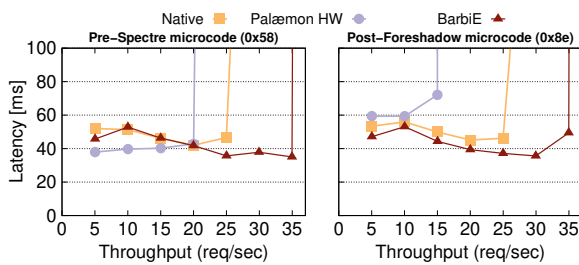 Native Palæmon HW BarbiE
Pre-Spectre microcode (0x58) Post-Foreshadow microcode (0x8e)
Latency [ms]
100
80
60
40
20
0
0 5 10 15 20 25 30 35 0 5 10 15 20 25 30 35
Throughput (req/sec) Throughput (req/sec)